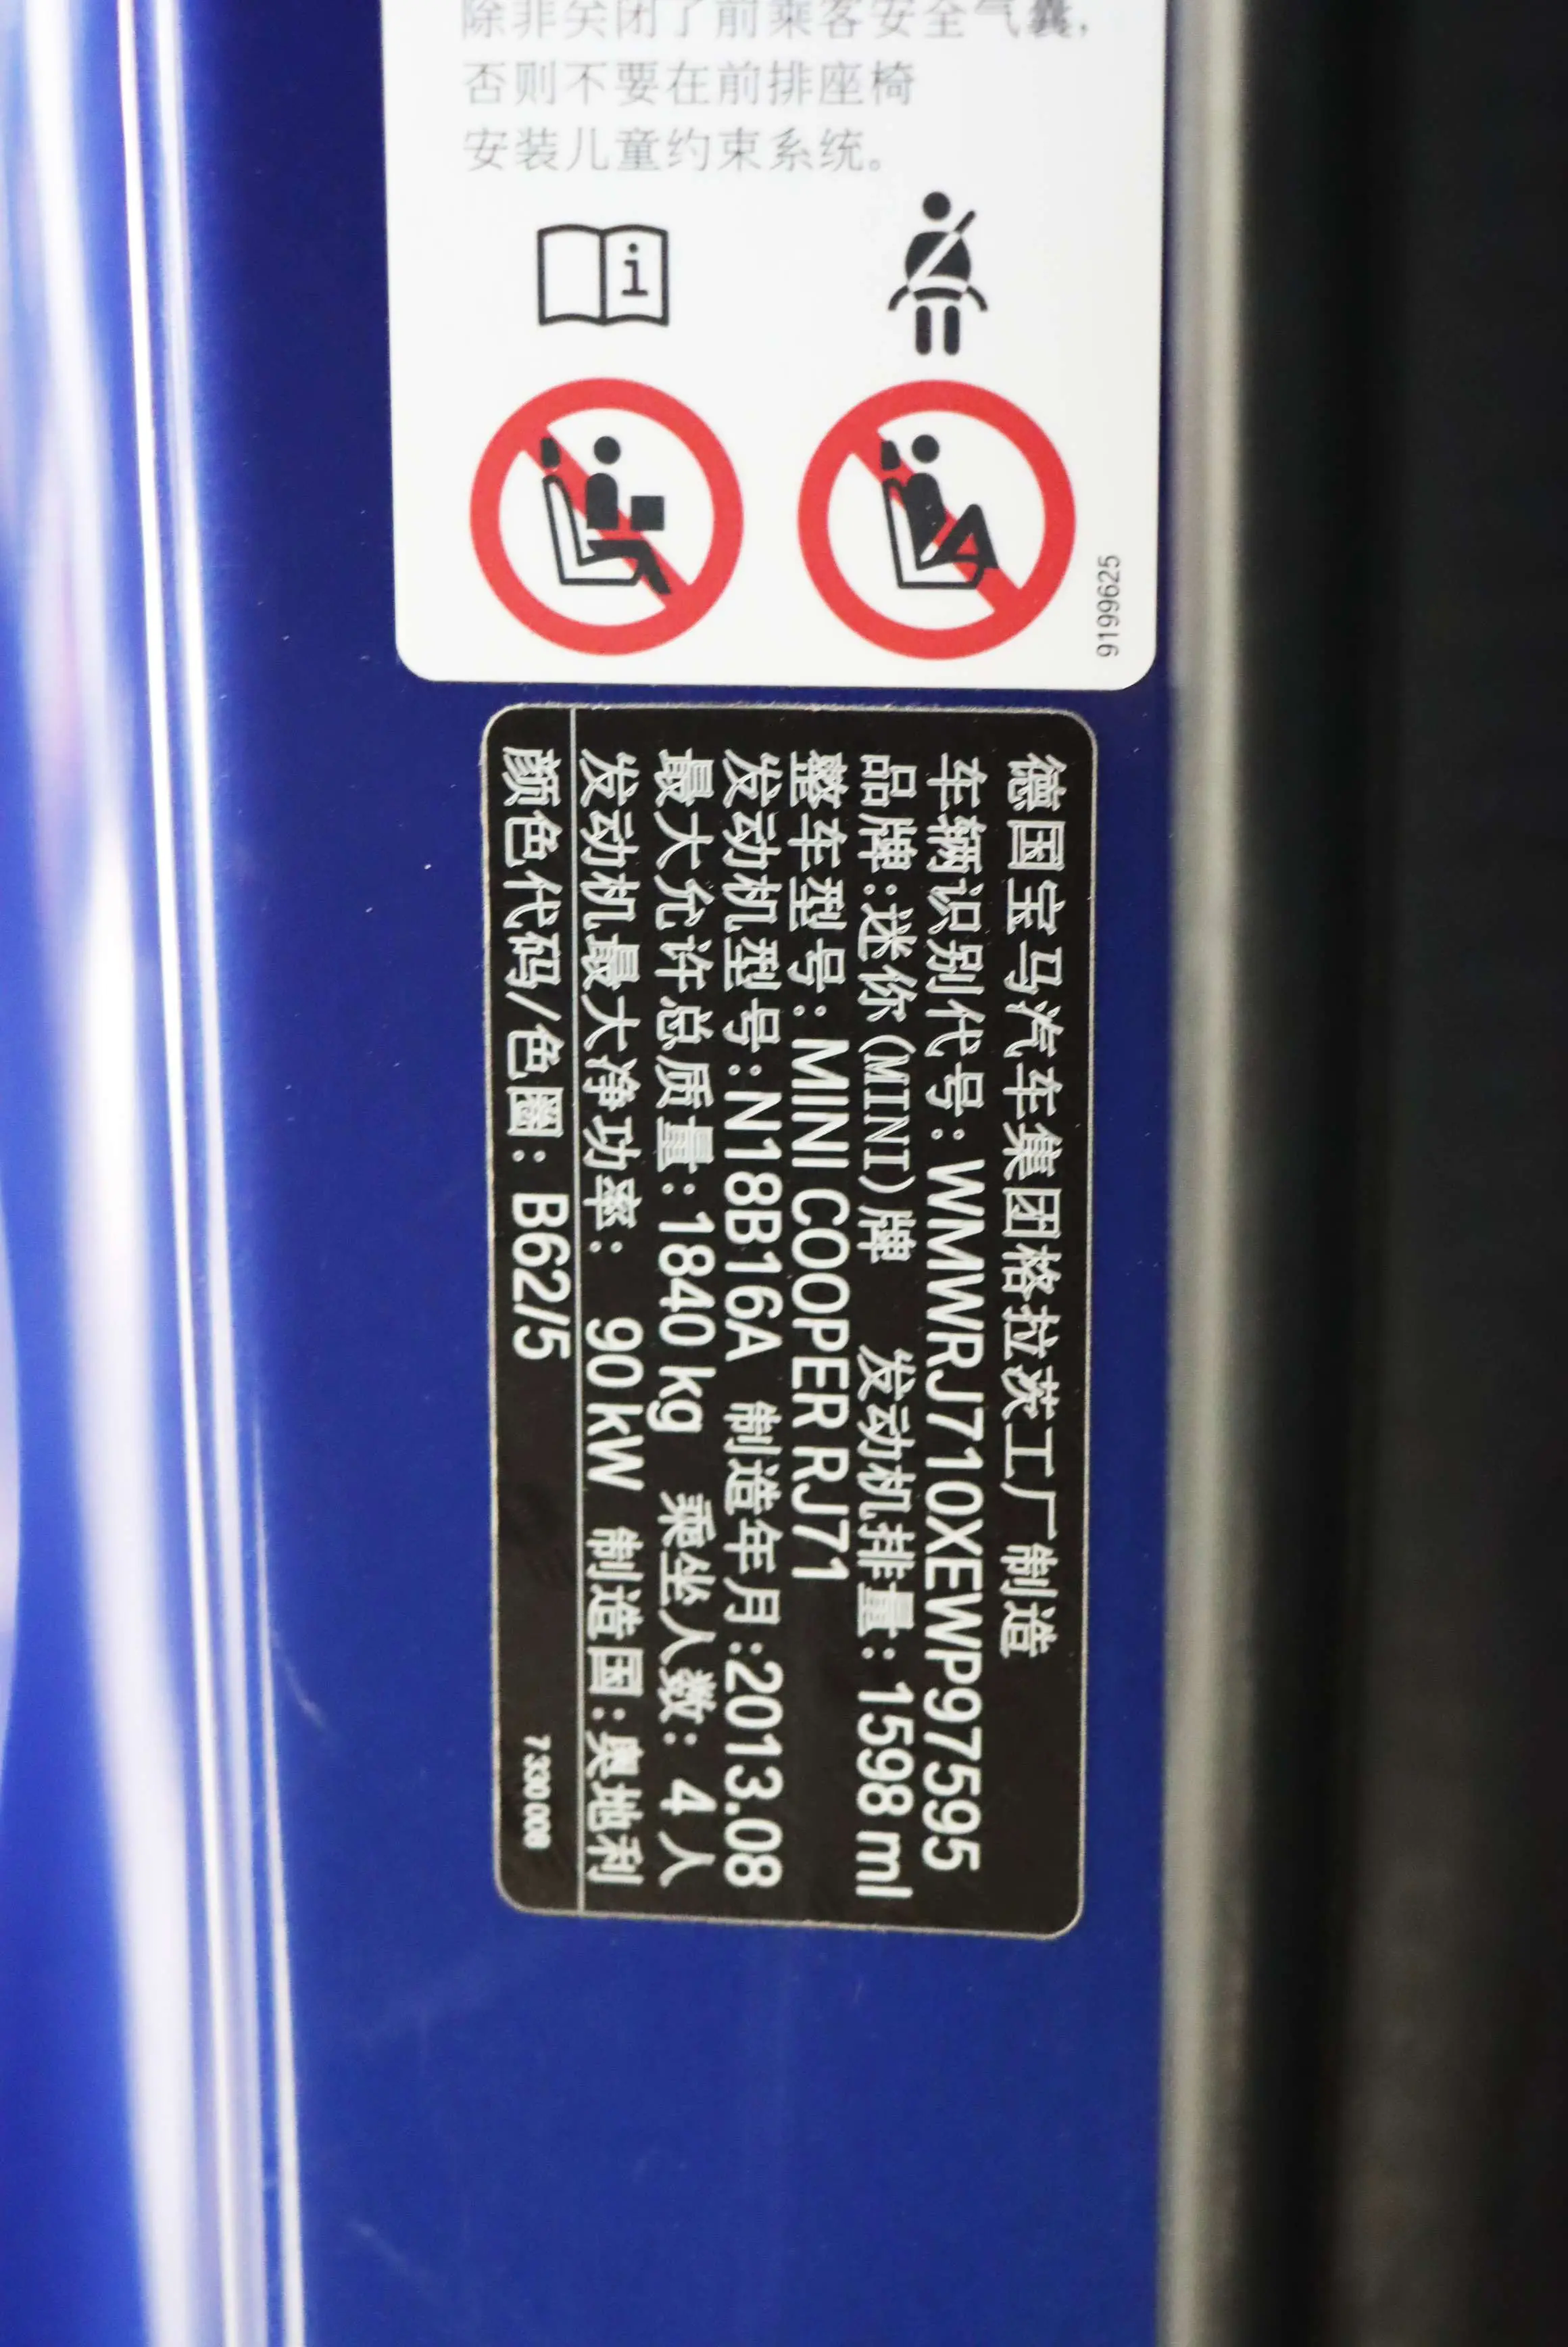 除非关闭了前乘客安全气囊，
否则不要在前排座椅
安装儿童约束系统。
i
9199625
德国宝马汽车集团格拉茨工厂制造
车辆识别代号：WMWRJ710XEWP97595
品牌：迷你(MINI)牌 发动机排量：1598 ml
整车型号：MINI COOPER RJ71
发动机型号：N18B16A 制造年月：2013.08
最大允许总质量：1840 kg 乘坐人数：4 人
发动机最大净功率：90 kW 制造国：奥地利
颜色代码/色圖：B62/5
7 330 008